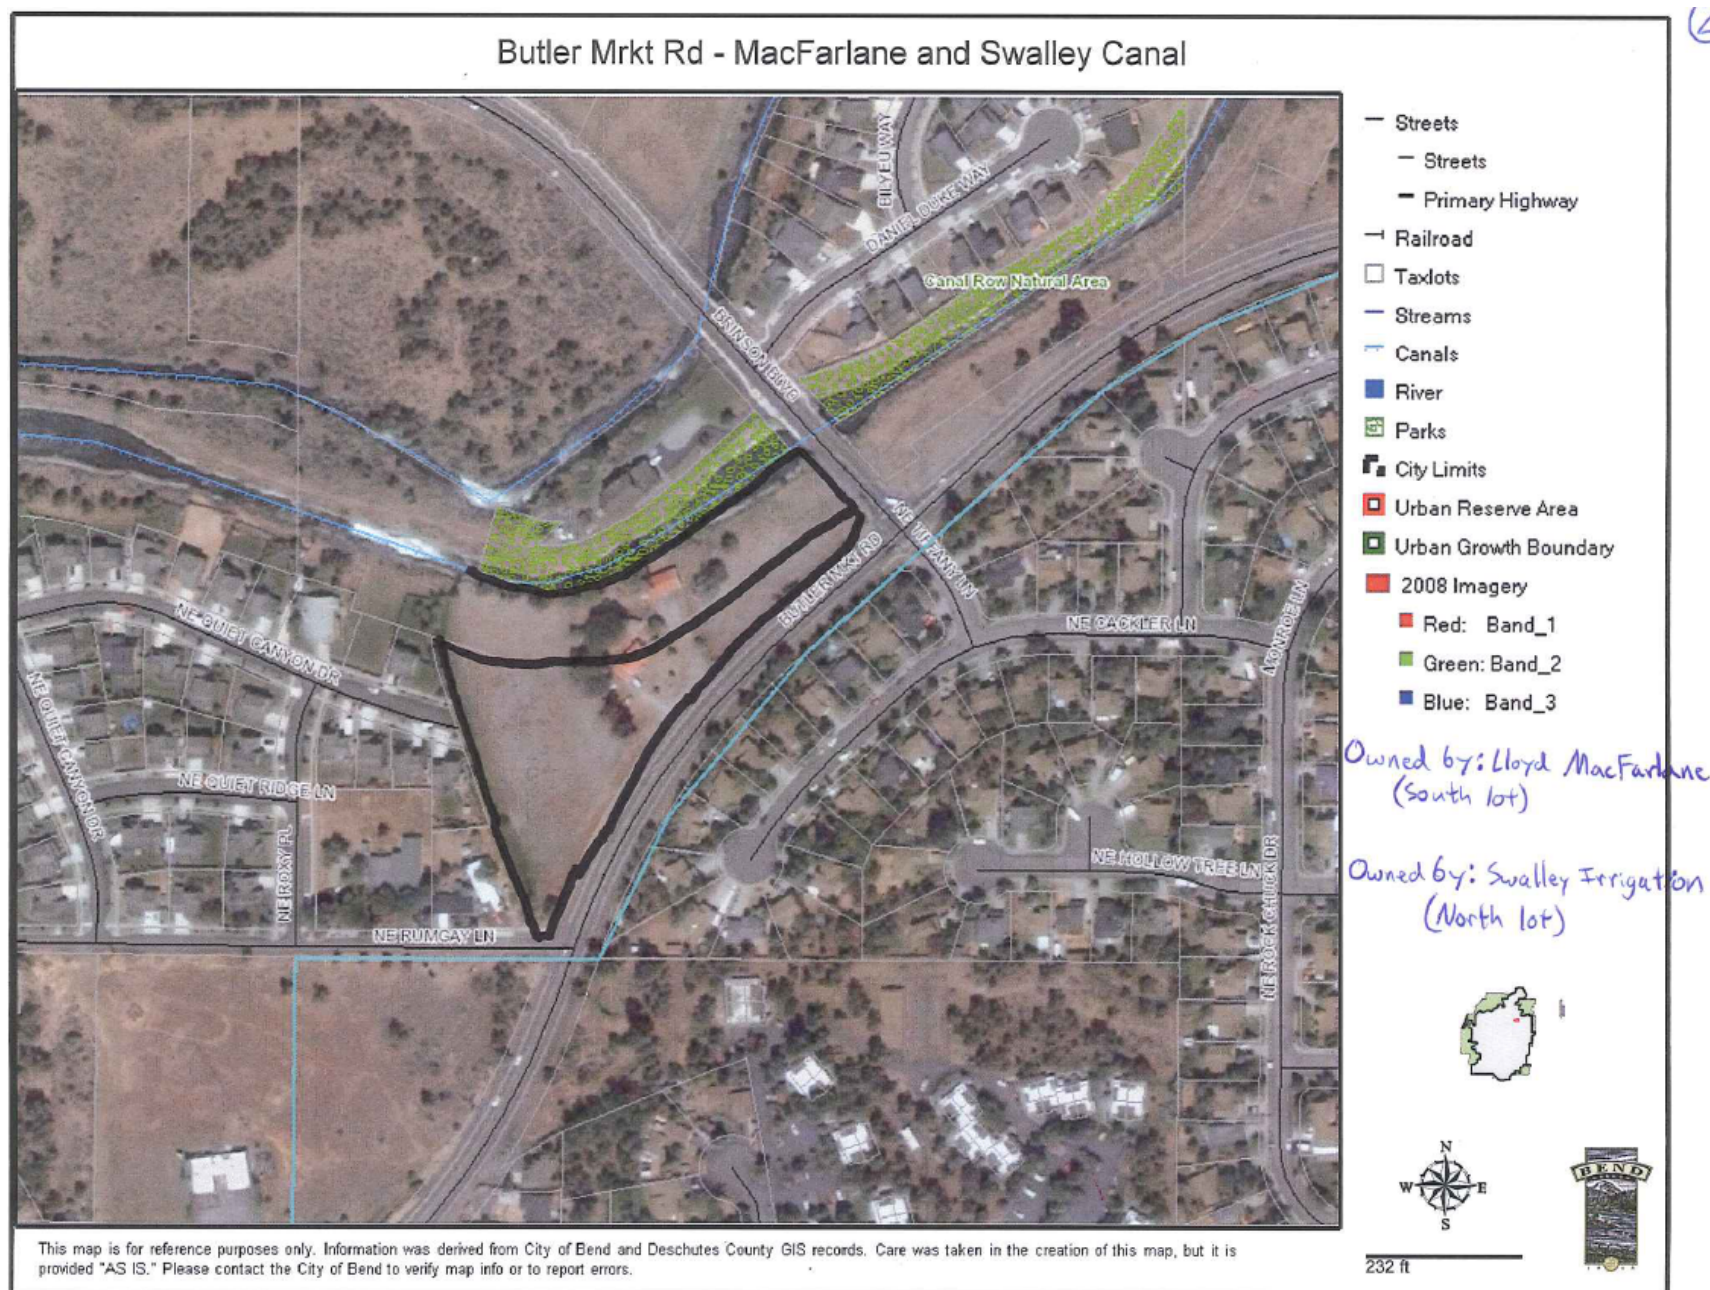 Butler Mrkt Rd - MacFarlane and Swalley Canal
Streets
Streets
Primary Highway
Railroad
Taxlots
Streams
Canals
River
Parks
City Limits
Urban Reserve Area
Urban Growth Boundary
2008 Imagery
Red: Band_1
Green: Band_2
Blue: Band_3
Owned by: Lloyd MacFarlane
(South lot)
Owned by: Swalley Irrigation
(North lot)
BILYEU WAY
DANIEL DUKE WAY
Canal Row Natural Area
BRINSON BLVD
NE TIFFANY LN
BUTLER MKT RD
NE CACKLER LN
MONROE LN
NE QUIET CANYON DR
NE QUIET CANYON DR
NE QUIET RIDGE LN
NE ROXY PL
NE HOLLOW TREE LN
NE ROCK CHUCK DR
NE RUMGAY LN
N
W E
S
BEND
232 ft
This map is for reference purposes only. Information was derived from City of Bend and Deschutes County GIS records. Care was taken in the creation of this map, but it is
provided "AS IS." Please contact the City of Bend to verify map info or to report errors.